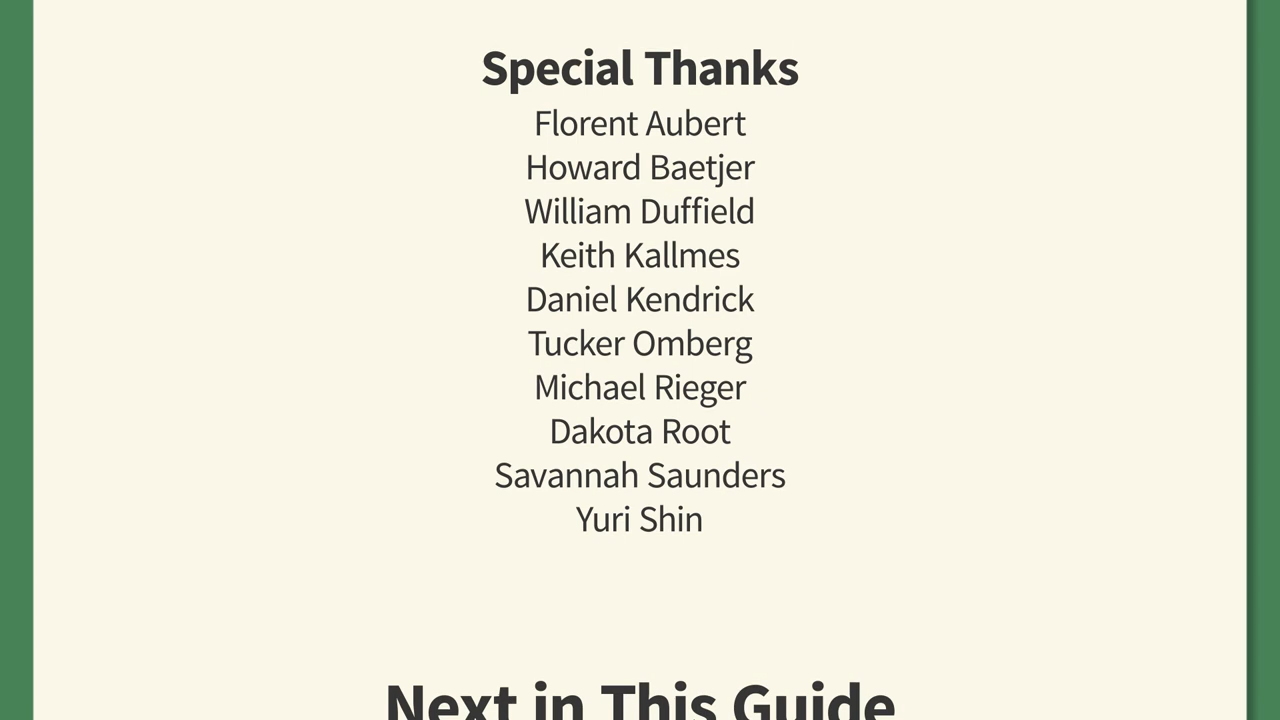 Special Thanks
Florent Aubert
Howard Baetjer
William Duffield
Keith Kallmes
Daniel Kendrick
Tucker Omberg
Michael Rieger
Dakota Root
Savannah Saunders
Yuri Shin
Next in This Guide